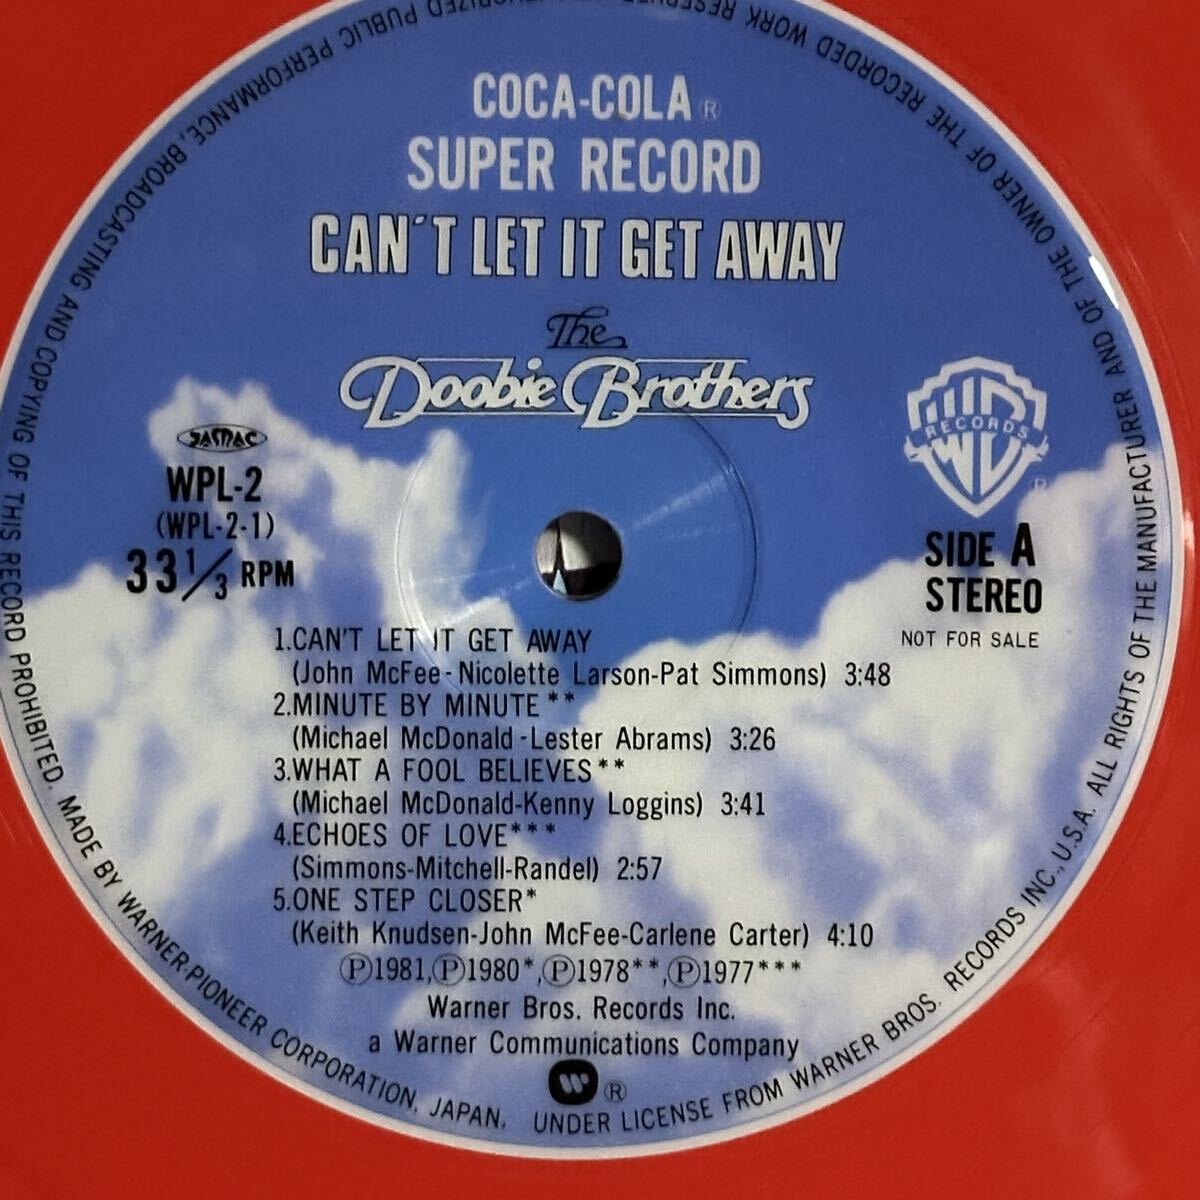 COCA-COLA ®
SUPER RECORD
CAN'T LET IT GET AWAY
The
Doobie Brothers
JASRAC
WPL-2
(WPL-2-1)
33 1/3 RPM
W
RECORDS
®
SIDE A
STEREO
NOT FOR SALE
1.CAN'T LET IT GET AWAY
(John McFee-Nicolette Larson-Pat Simmons) 3:48
2.MINUTE BY MINUTE**
(Michael McDonald-Lester Abrams) 3:26
3.WHAT A FOOL BELIEVES**
(Michael McDonald-Kenny Loggins) 3:41
4.ECHOES OF LOVE***
(Simmons-Mitchell-Randel) 2:57
5.ONE STEP CLOSER*
(Keith Knudsen-John McFee-Carlene Carter) 4:10
Ⓟ1981,Ⓟ1980*,Ⓟ1978**,Ⓟ1977***
Warner Bros. Records Inc.
a Warner Communications Company
®
ALL RIGHTS OF THE MANUFACTURER AND OF THE OWNER OF THE RECORDED WORK RESERVED PUBLIC PERFORMANCE, BROADCASTING AND COPYING OF THIS RECORD PROHIBITED. MADE BY WARNER-PIONEER CORPORATION, JAPAN. UNDER LICENSE FROM WARNER BROS. RECORDS INC., U.S.A.